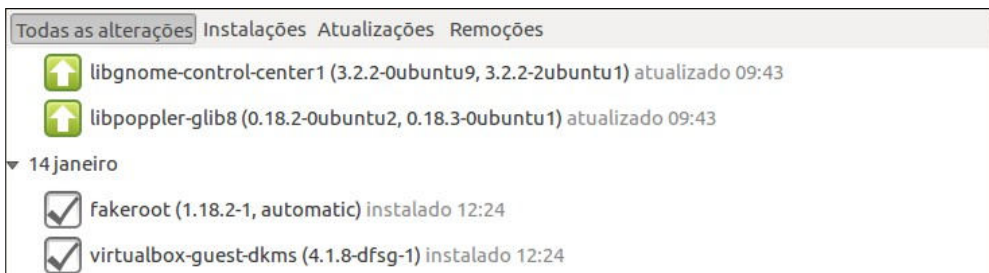 Todas as alterações Instalações Atualizações Remoções
libgnome-control-center1 (3.2.2-0ubuntu9, 3.2.2-2ubuntu1) atualizado 09:43
libpoppler-glib8 (0.18.2-0ubuntu2, 0.18.3-0ubuntu1) atualizado 09:43
14 janeiro
fakeroot (1.18.2-1, automatic) instalado 12:24
virtualbox-guest-dkms (4.1.8-dfsg-1) instalado 12:24